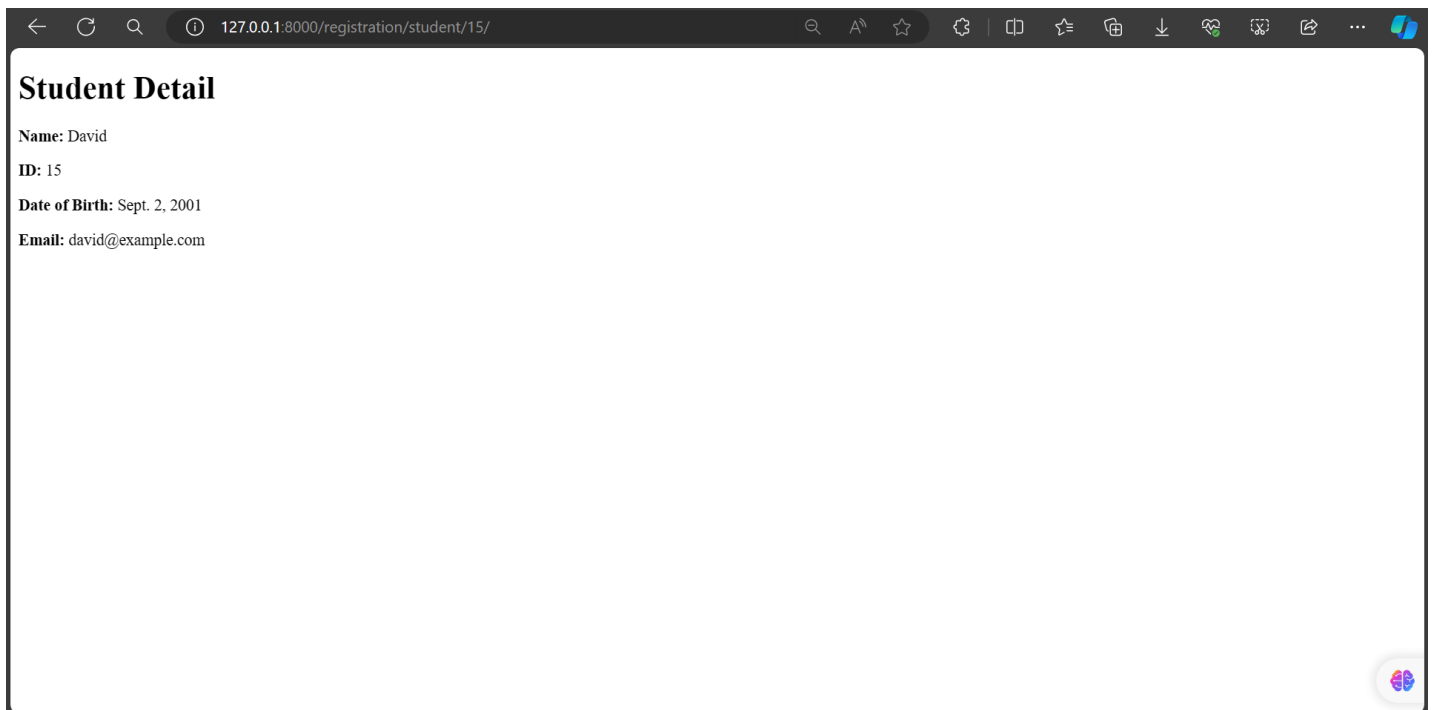 127.0.0.1:8000/registration/student/15/
Student Detail
Name: David
ID: 15
Date of Birth: Sept. 2, 2001
Email: david@example.com